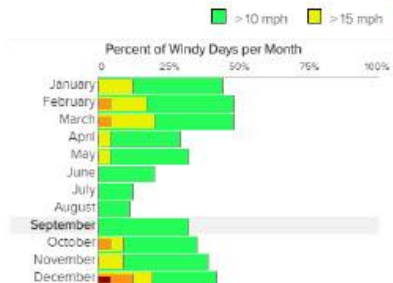 >10 mph >15 mph
Percent of Windy Days per Month
0 25% 50% 75% 100%
January
February
March
April
May
June
July
August
September
October
November
December